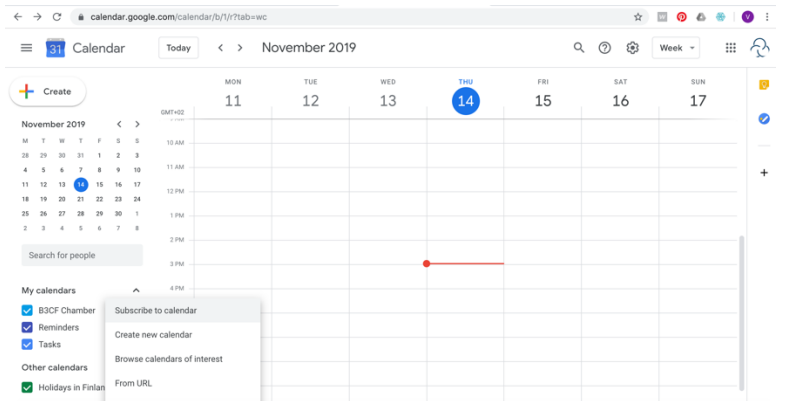 calendar.google.com/calendar/b/1/r?tab=wc
V
31 Calendar
Today
November 2019
Week
Create
MON TUE WED THU FRI SAT SUN
11 12 13 14 15 16 17
GMT+02
November 2019
M T W T F S S
28 29 30 31 1 2 3
4 5 6 7 8 9 10
11 12 13 14 15 16 17
18 19 20 21 22 23 24
25 26 27 28 29 30 1
2 3 4 5 6 7 8
10 AM
11 AM
12 PM
1 PM
2 PM
3 PM
4 PM
Search for people
My calendars
B3CF Chamber
Reminders
Tasks
Other calendars
Holidays in Finlan
Subscribe to calendar
Create new calendar
Browse calendars of interest
From URL